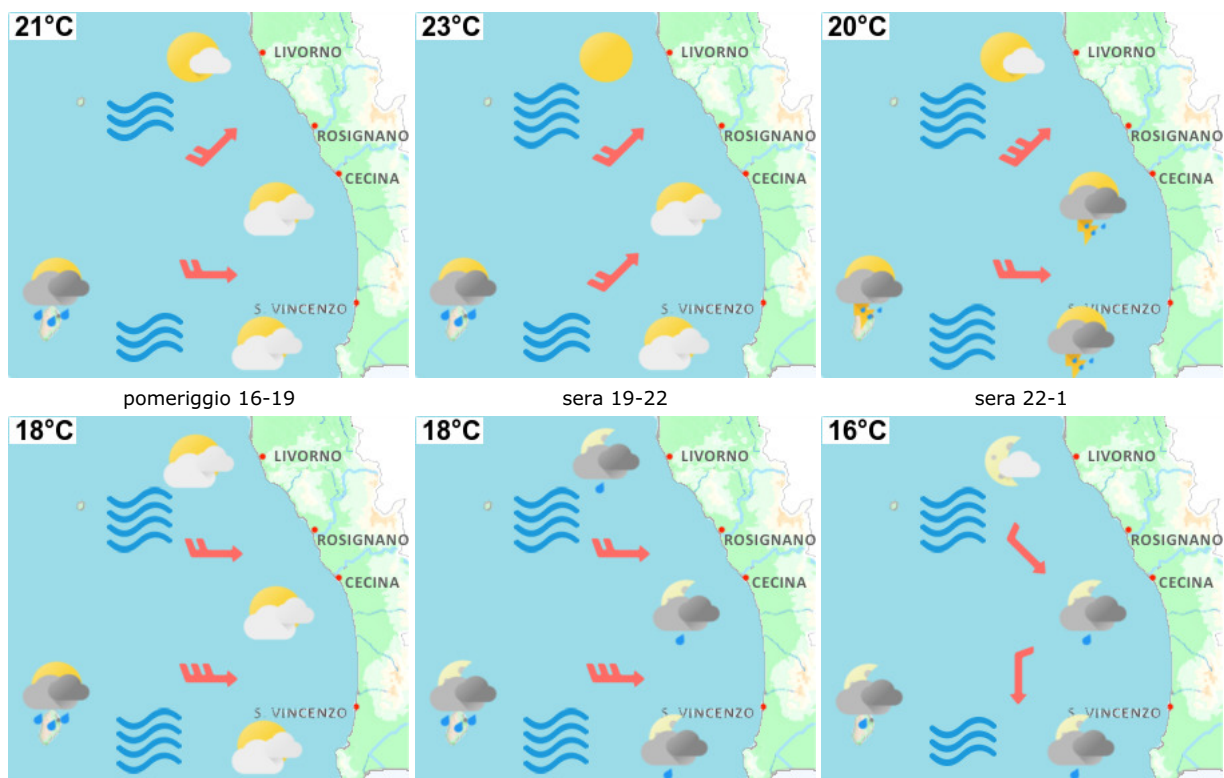 21°C 23°C 20°C
LIVORNO LIVORNO LIVORNO
ROSIGNANO ROSIGNANO ROSIGNANO
CECINA CECINA CECINA
S. VINCENZO S. VINCENZO S. VINCENZO
pomeriggio 16-19 sera 19-22 sera 22-1
18°C 18°C 16°C
LIVORNO LIVORNO LIVORNO
ROSIGNANO ROSIGNANO ROSIGNANO
CECINA CECINA CECINA
S. VINCENZO S. VINCENZO S. VINCENZO